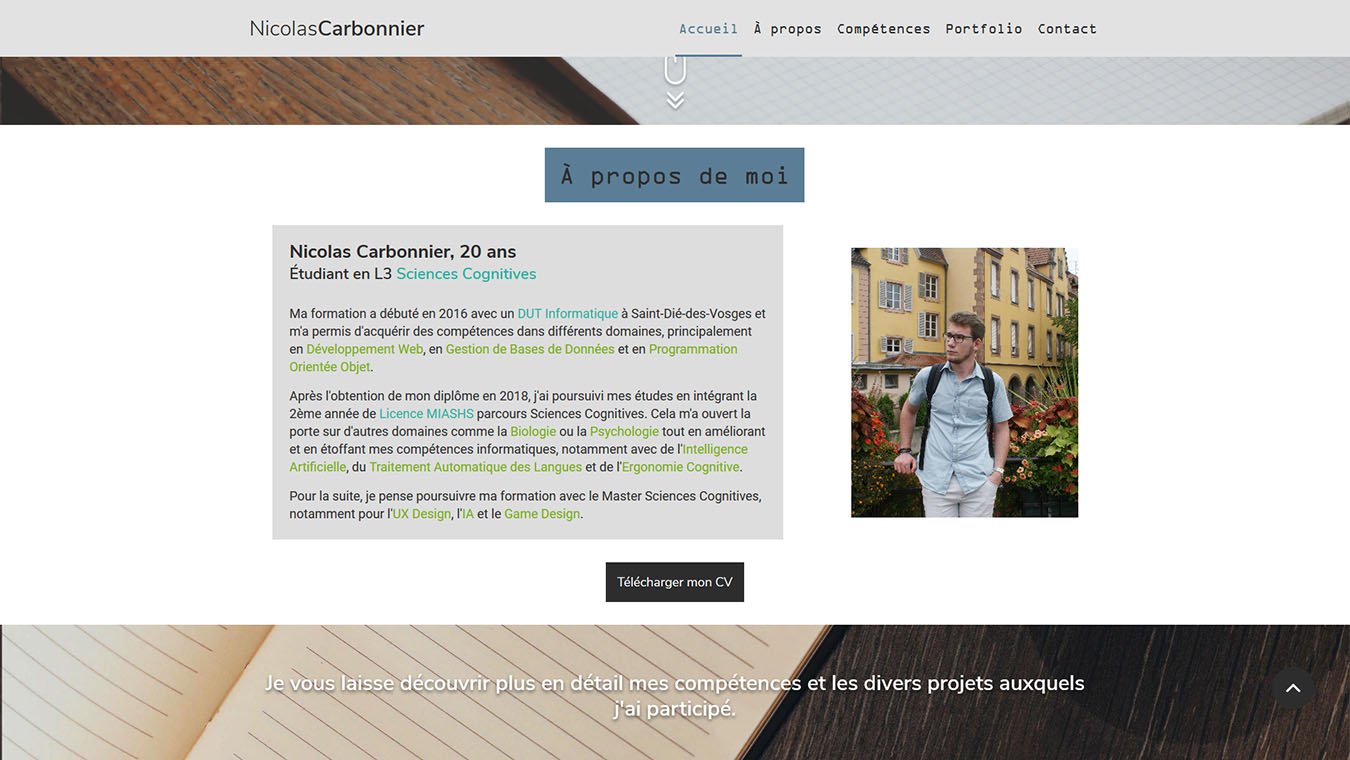 NicolasCarbonnier
Accueil À propos Compétences Portfolio Contact
À propos de moi
Nicolas Carbonnier, 20 ans
Étudiant en L3 Sciences Cognitives
Ma formation a débuté en 2016 avec un DUT Informatique à Saint-Dié-des-Vosges et
m'a permis d'acquérir des compétences dans différents domaines, principalement
en Développement Web, en Gestion de Bases de Données et en Programmation
Orientée Objet.
Après l'obtention de mon diplôme en 2018, j'ai poursuivi mes études en intégrant la
2ème année de Licence MIASHS parcours Sciences Cognitives. Cela m'a ouvert la
porte sur d'autres domaines comme la Biologie ou la Psychologie tout en améliorant
et en étoffant mes compétences informatiques, notamment avec de l'Intelligence
Artificielle, du Traitement Automatique des Langues et de l'Ergonomie Cognitive.
Pour la suite, je pense poursuivre ma formation avec le Master Sciences Cognitives,
notamment pour l'UX Design, l'IA et le Game Design.
Télécharger mon CV
Je vous laisse découvrir plus en détail mes compétences et les divers projets auxquels
j'ai participé.